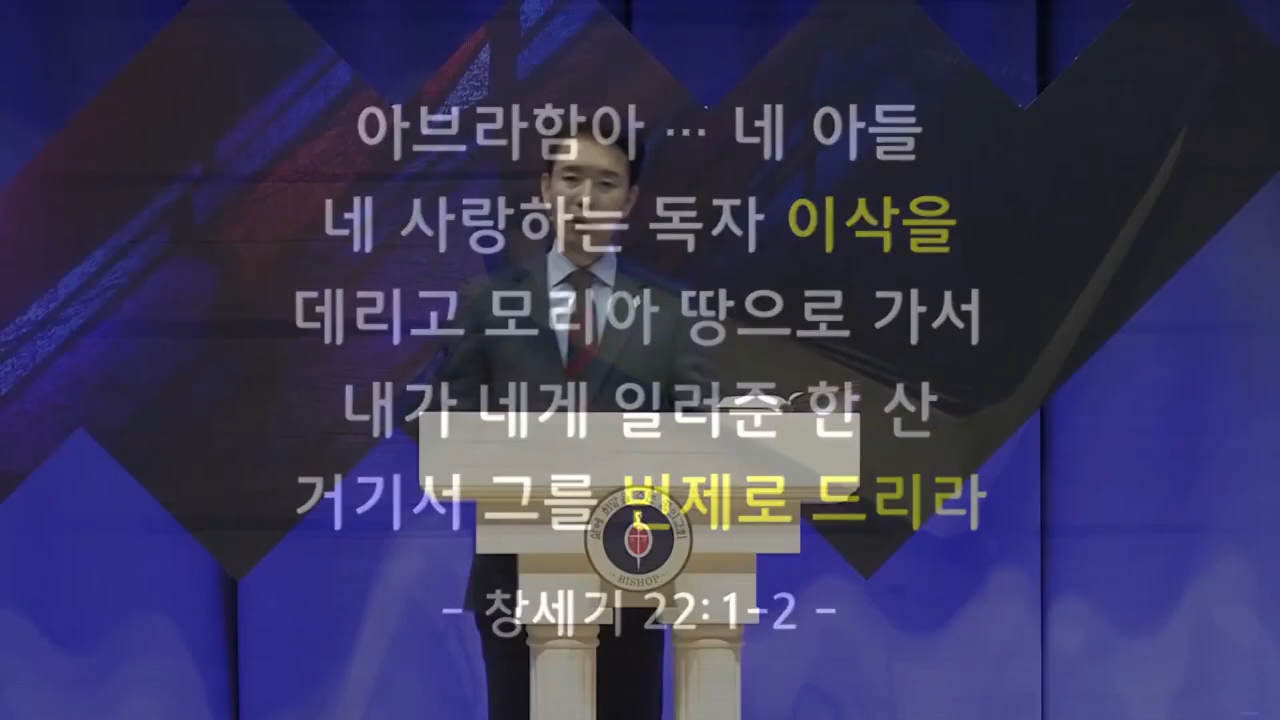 아브라함아 … 네 아들
네 사랑하는 독자 이삭을
데리고 모리아 땅으로 가서
내가 네게 일러준 한 산
거기서 그를 번제로 드리라
- 창세기 22:1-2 -
BISHOP